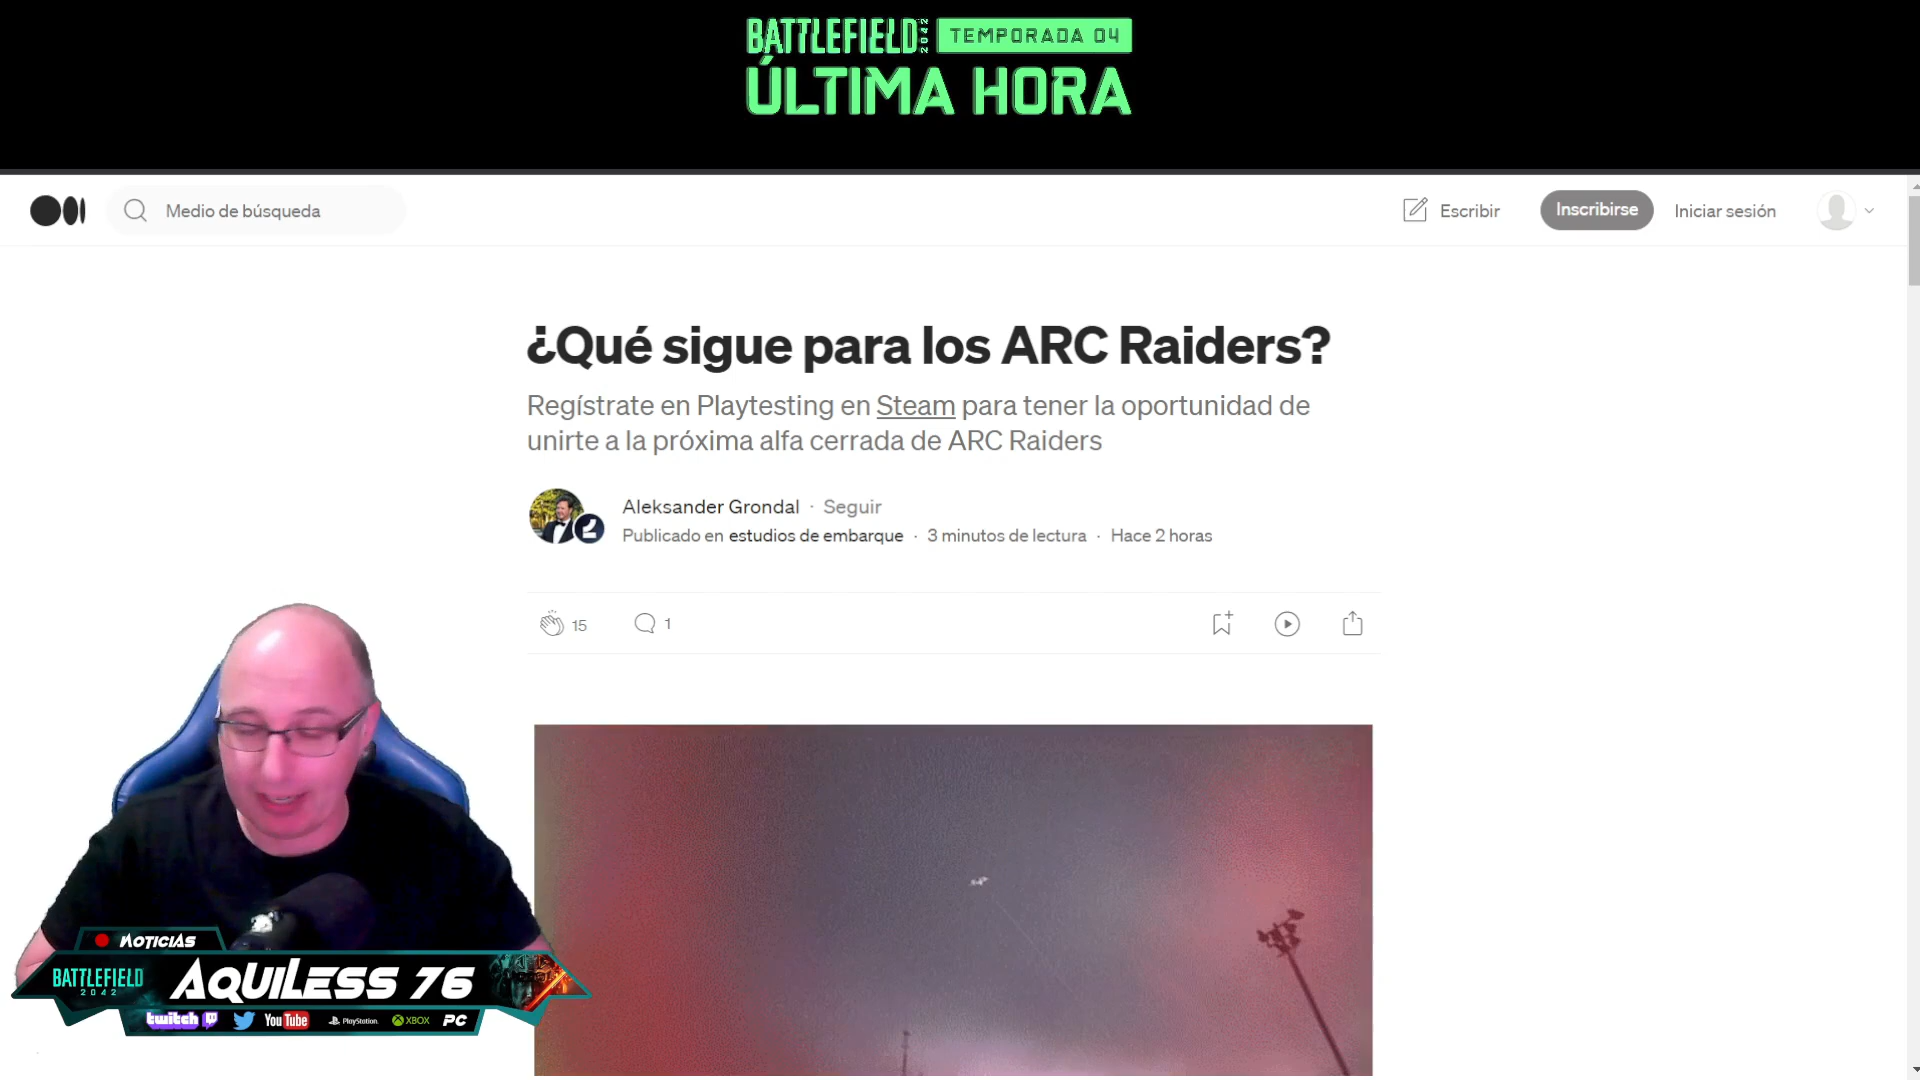 BATTLEFIELD 2042 TEMPORADA 04
ÚLTIMA HORA
Medio de búsqueda
Escribir
Inscribirse
Iniciar sesión
¿Qué sigue para los ARC Raiders?
Regístrate en Playtesting en Steam para tener la oportunidad de
unirte a la próxima alfa cerrada de ARC Raiders
Aleksander Grondal · Seguir
Publicado en estudios de embarque · 3 minutos de lectura · Hace 2 horas
15
1
NOTICIAS
BATTLEFIELD
2042
AQUILESS 76
twitch
YouTube
PlayStation
XBOX
PC